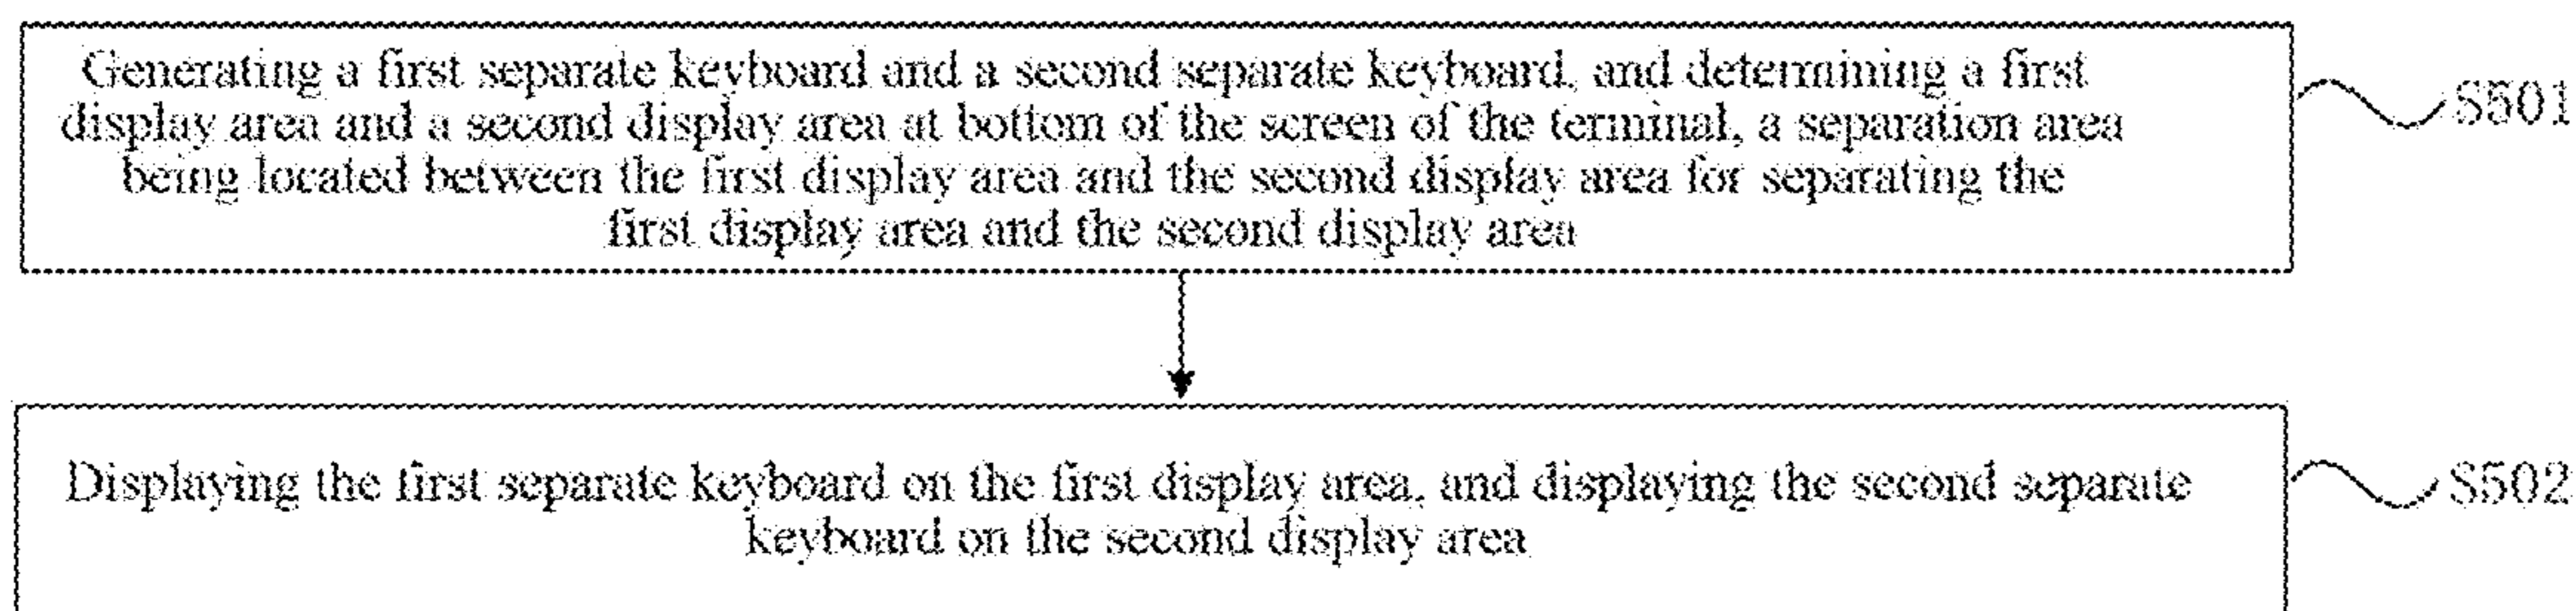 Generating a first separate keyboard and a second separate keyboard, and determining a first
display area and a second display area at bottom of the screen of the terminal, a separation area
being located between the first display area and the second display area for separating the
first display area and the second display area
S501
Displaying the first separate keyboard on the first display area, and displaying the second separate
keyboard on the second display area
S502